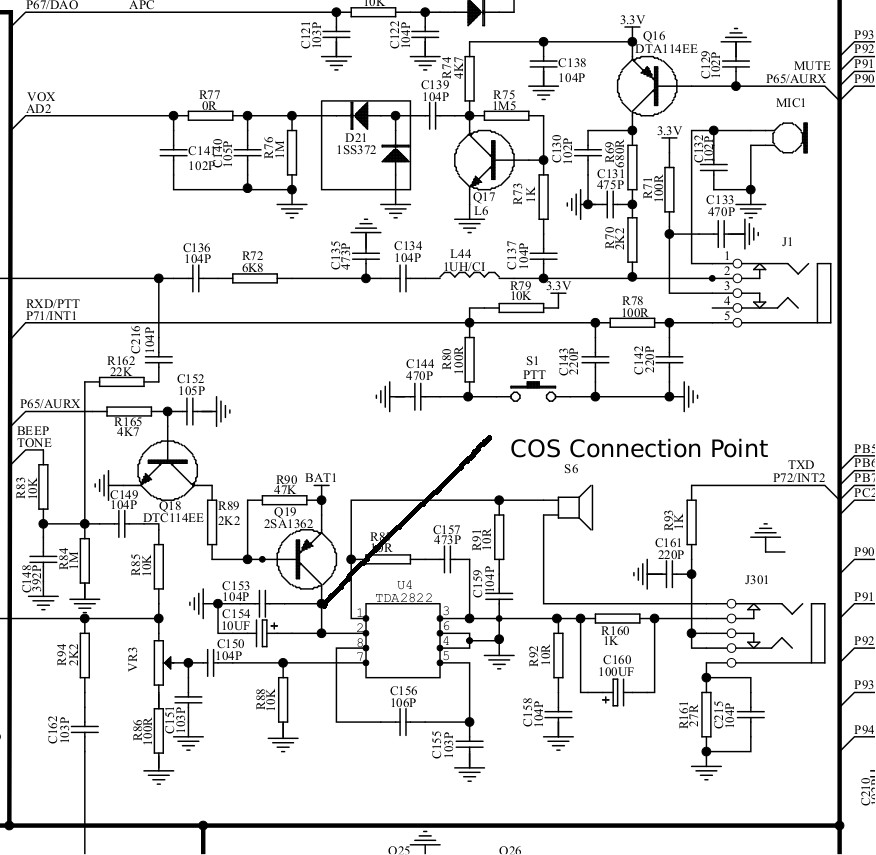 P67/DAO
APC
10K
C121
103P
C122
104P
3.3V
Q16
DTA114EE
C129
102P
P93
P92
P91
P90
MUTE
P65/AURX
R74
4K7
C138
104P
VOX
AD2
R77
0R
C139
104P
R75
1M5
MIC1
C141
102P
C140
105P
R76
1M
D21
1SS372
Q17
L6
R73
1K
C130
102P
R69
680R
C131
475P
3.3V
R71
100R
C132
102P
C133
470P
R70
2K2
J1
C136
104P
R72
6K8
C135
473P
C134
104P
L44
1UH/CI
C137
104P
1
2
3
4
5
RXD/PTT
P71/INT1
R79
10K
3.3V
R78
100R
C216
104P
R80
100R
C144
470P
S1
PTT
C143
220P
C142
220P
R162
22K
C152
105P
P65/AURX
R165
4K7
BEEP
TONE
COS Connection Point
S6
TXD
P72/INT2
PB5
PB6
PB7
PC2
R83
10K
C149
104P
Q18
DTC114EE
R89
2K2
R90
47K
BAT1
Q19
2SA1362
C157
473P
R91
10R
R93
1K
C161
220P
P90
C148
392P
R84
1M
R85
10K
C153
104P
C154
10UF
+
U4
TDA2822
C159
104P
J301
P91
1
2
8
7
3
6
4
5
R94
2K2
VR3
C150
104P
R92
10R
R160
1K
C160
100UF
+
P92
C151
103P
R88
10K
C156
106P
P93
C162
103P
R86
100R
C155
103P
C158
104P
R161
27R
C215
104P
P94
C210
Q25
Q26